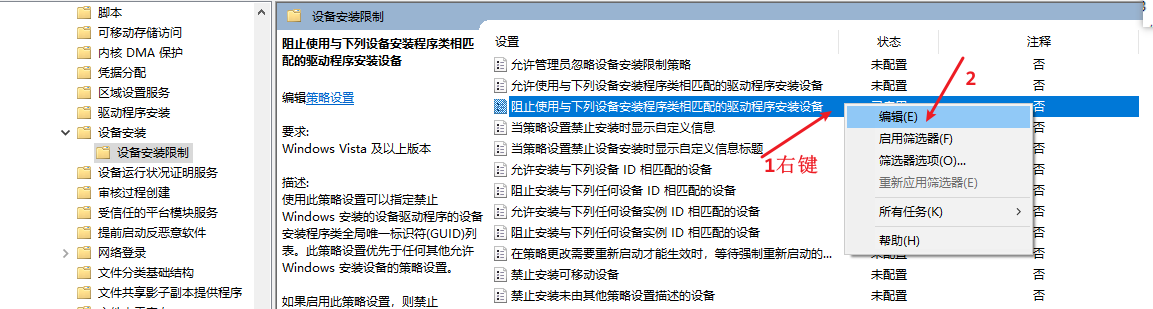 脚本
可移动存储访问
内核 DMA 保护
凭据分配
区域设置服务
驱动程序安装
设备安装
设备安装限制
设备运行状况证明服务
审核过程创建
受信任的平台模块服务
提前启动反恶意软件
网络登录
文件分类基础结构
文件共享影子副本提供程序
设备安装限制
阻止使用与下列设备安装程序类相匹
配的驱动程序安装设备
编辑策略设置
要求:
Windows Vista 及以上版本
描述:
使用此策略设置可以指定禁止
Windows 安装的设备驱动程序的设备
安装程序类全局唯一标识符(GUID)列
表。此策略设置优先于任何其他允许
Windows 安装设备的策略设置。
如果启用此策略设置，则禁止
设置 状态 注释
允许管理员忽略设备安装限制策略 未配置 否
允许使用与下列设备安装程序类相匹配的驱动程序安装设备 未配置 否
阻止使用与下列设备安装程序类相匹配的驱动程序安装设备 否
当策略设置禁止安装时显示自定义信息 否
当策略设置禁止设备安装时显示自定义信息标题 否
允许安装与下列设备 ID 相匹配的设备 否
阻止安装与下列任何设备 ID 相匹配的设备 否
允许安装与下列任何设备实例 ID 相匹配的设备 否
阻止安装与下列任何设备实例 ID 相匹配的设备 否
在策略更改需要重新启动才能生效时，等待强制重新启动的... 否
禁止安装可移动设备 未配置 否
禁止安装未由其他策略设置描述的设备 未配置 否
编辑(E)
启用筛选器(F)
筛选器选项(O)...
重新应用筛选器(E)
所有任务(K)
帮助(H)
1右键
2